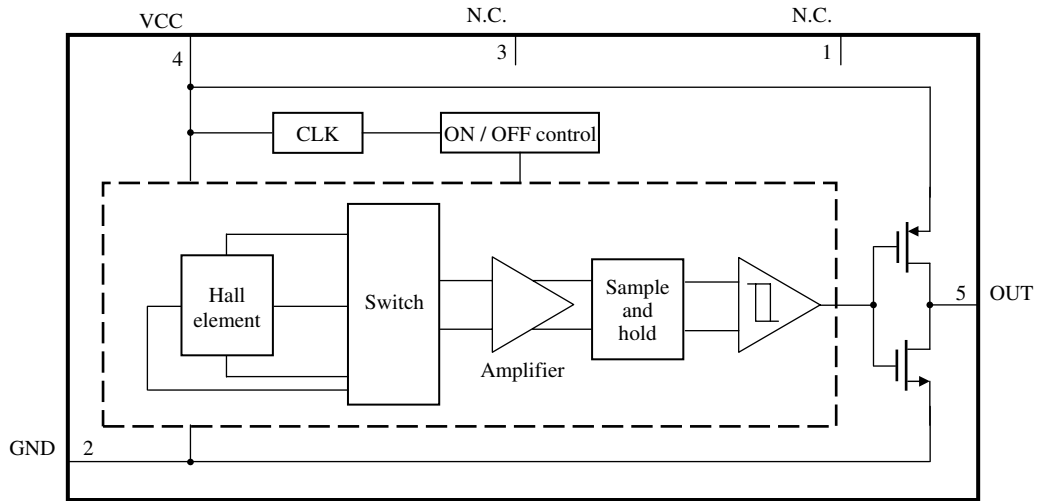 VCC
N.C.
N.C.
4
3
1
CLK
ON / OFF control
Hall
element
Switch
Amplifier
Sample
and
hold
5
OUT
GND
2